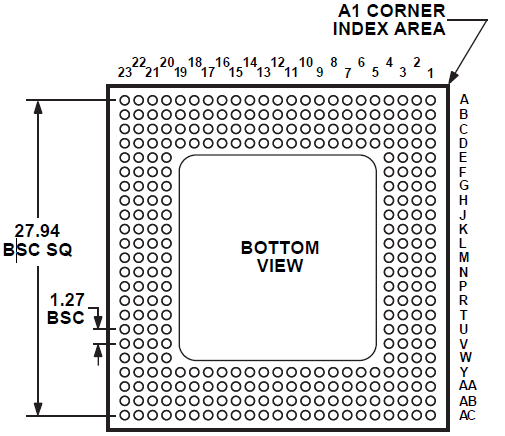 A1 CORNER
INDEX AREA
22 20 18 16 14 12 10 8 6 4 2
23 21 19 17 15 13 11 9 7 5 3 1
A
B
C
D
E
F
G
H
J
K
L
M
N
P
R
T
U
V
W
Y
AA
AB
AC
27.94
BSC SQ
BOTTOM
VIEW
1.27
BSC